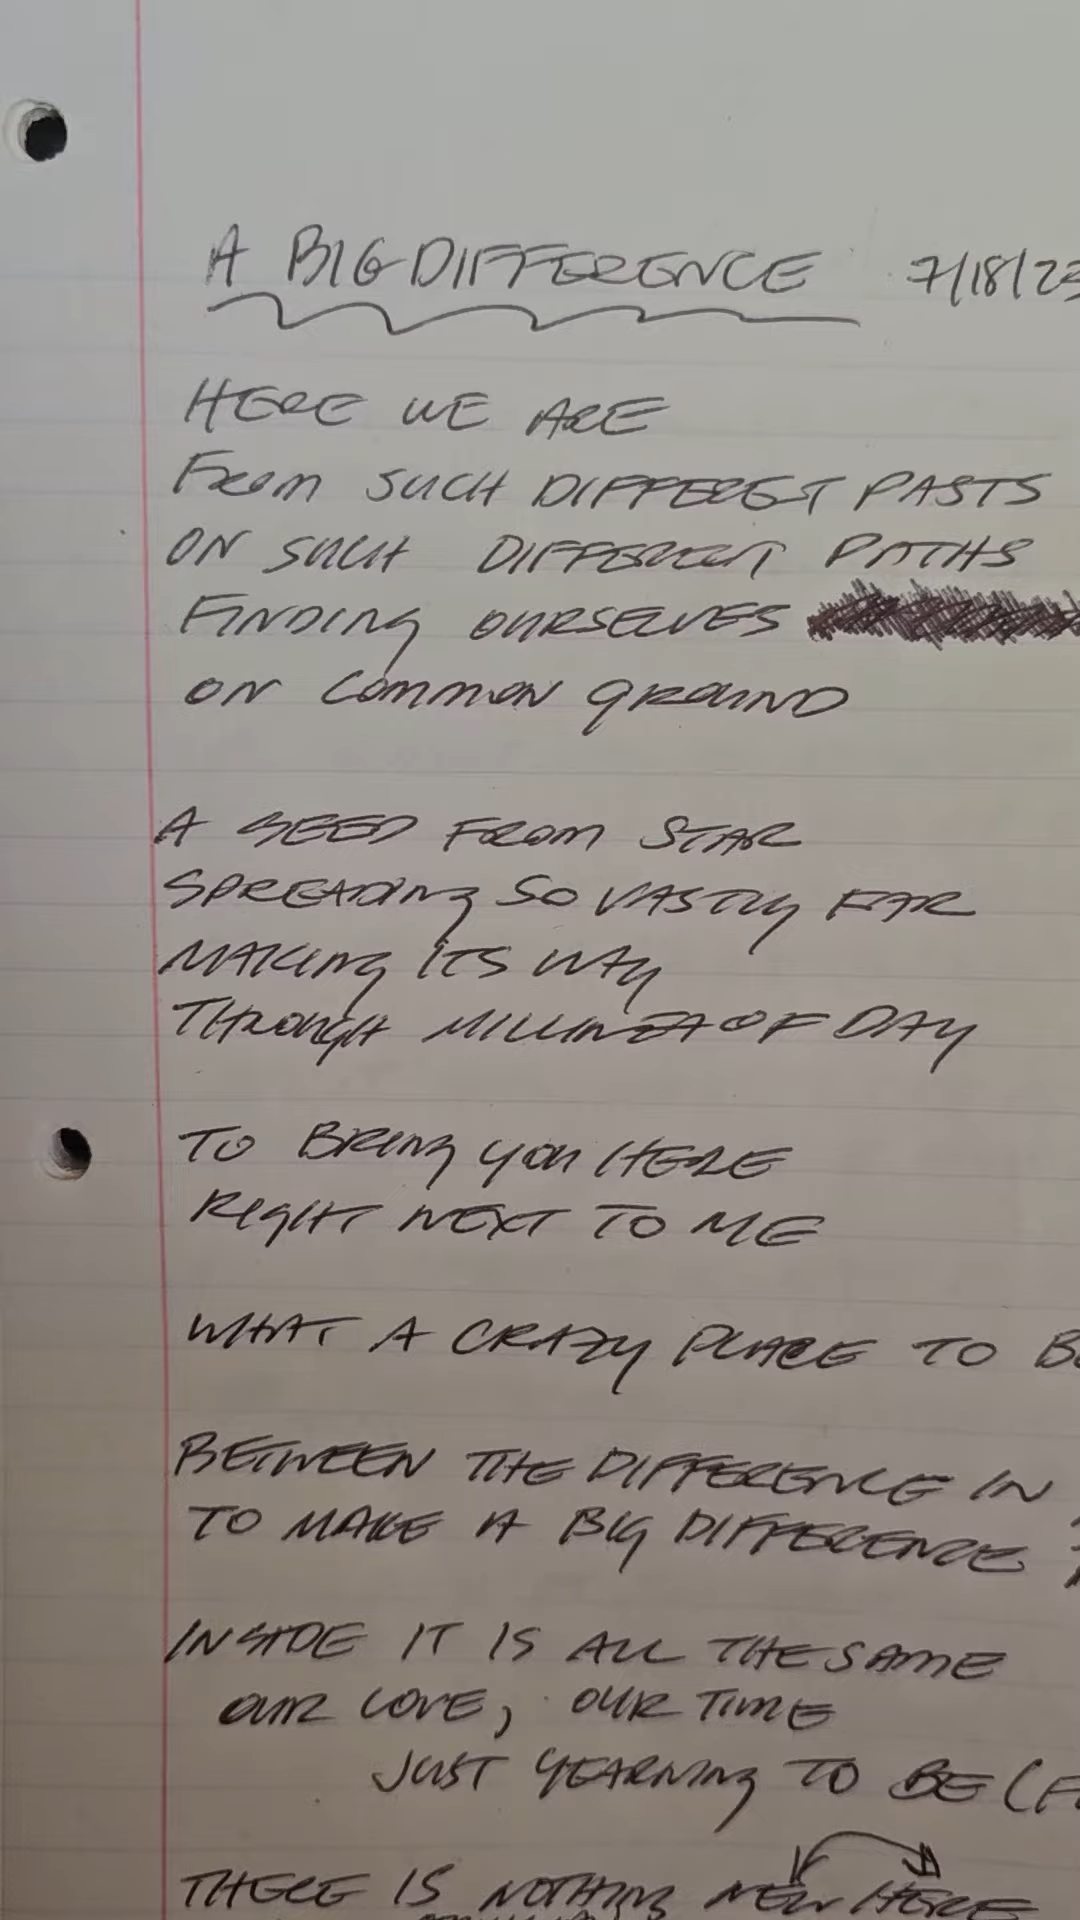 A BIG DIFFERENCE 7/18/23
HERE WE ARE
FROM SUCH DIFFERENT PASTS
ON SUCH DIFFERENT PATHS
FINDING OURSELVES
ON COMMON GROUND
A SEED FROM STAR
SPREADING SO VASTLY FAR
MAKING ITS WAY
THROUGH OF DAY
TO BRING YOU HERE
RIGHT NEXT TO ME
WHAT A CRAZY PLACE TO
BETWEEN THE DIFFERENCE IN
TO MAKE A BIG DIFFERENCE
INSIDE IT IS ALL THE SAME
OUR LOVE, OUR TIME
JUST YEARNING TO BE
THERE IS NOTHING NEW HERE